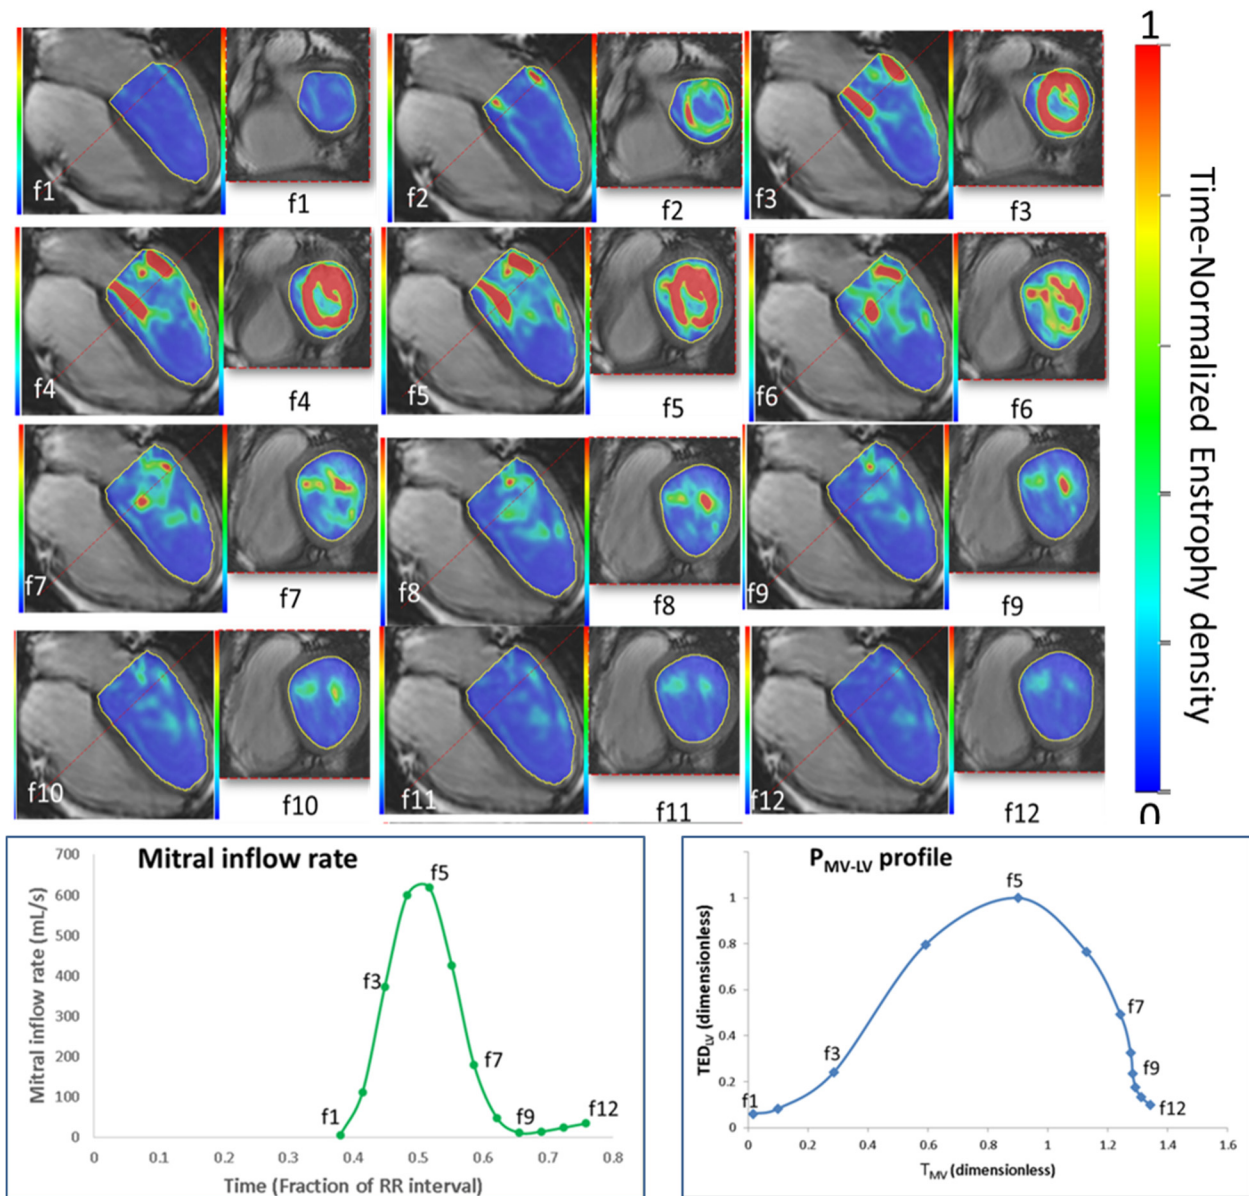 1
f1
f1
f2
f2
f3
f3
f4
f4
f5
f5
f6
f6
f7
f7
f8
f8
f9
f9
f10
f10
f11
f11
f12
f12
0
Time-Normalized Enstrophy density
Mitral inflow rate
Mitral inflow rate (mL/s)
700
600
500
400
300
200
100
0
f1
f3
f5
f7
f9
f12
0
0.1
0.2
0.3
0.4
0.5
0.6
0.7
0.8
Time (Fraction of RR interval)
PMV-LV profile
TEDLV (dimensionless)
1
0.8
0.6
0.4
0.2
0
f1
f3
f5
f7
f9
f12
0
0.2
0.4
0.6
0.8
1
1.2
1.4
1.6
TMV (dimensionless)